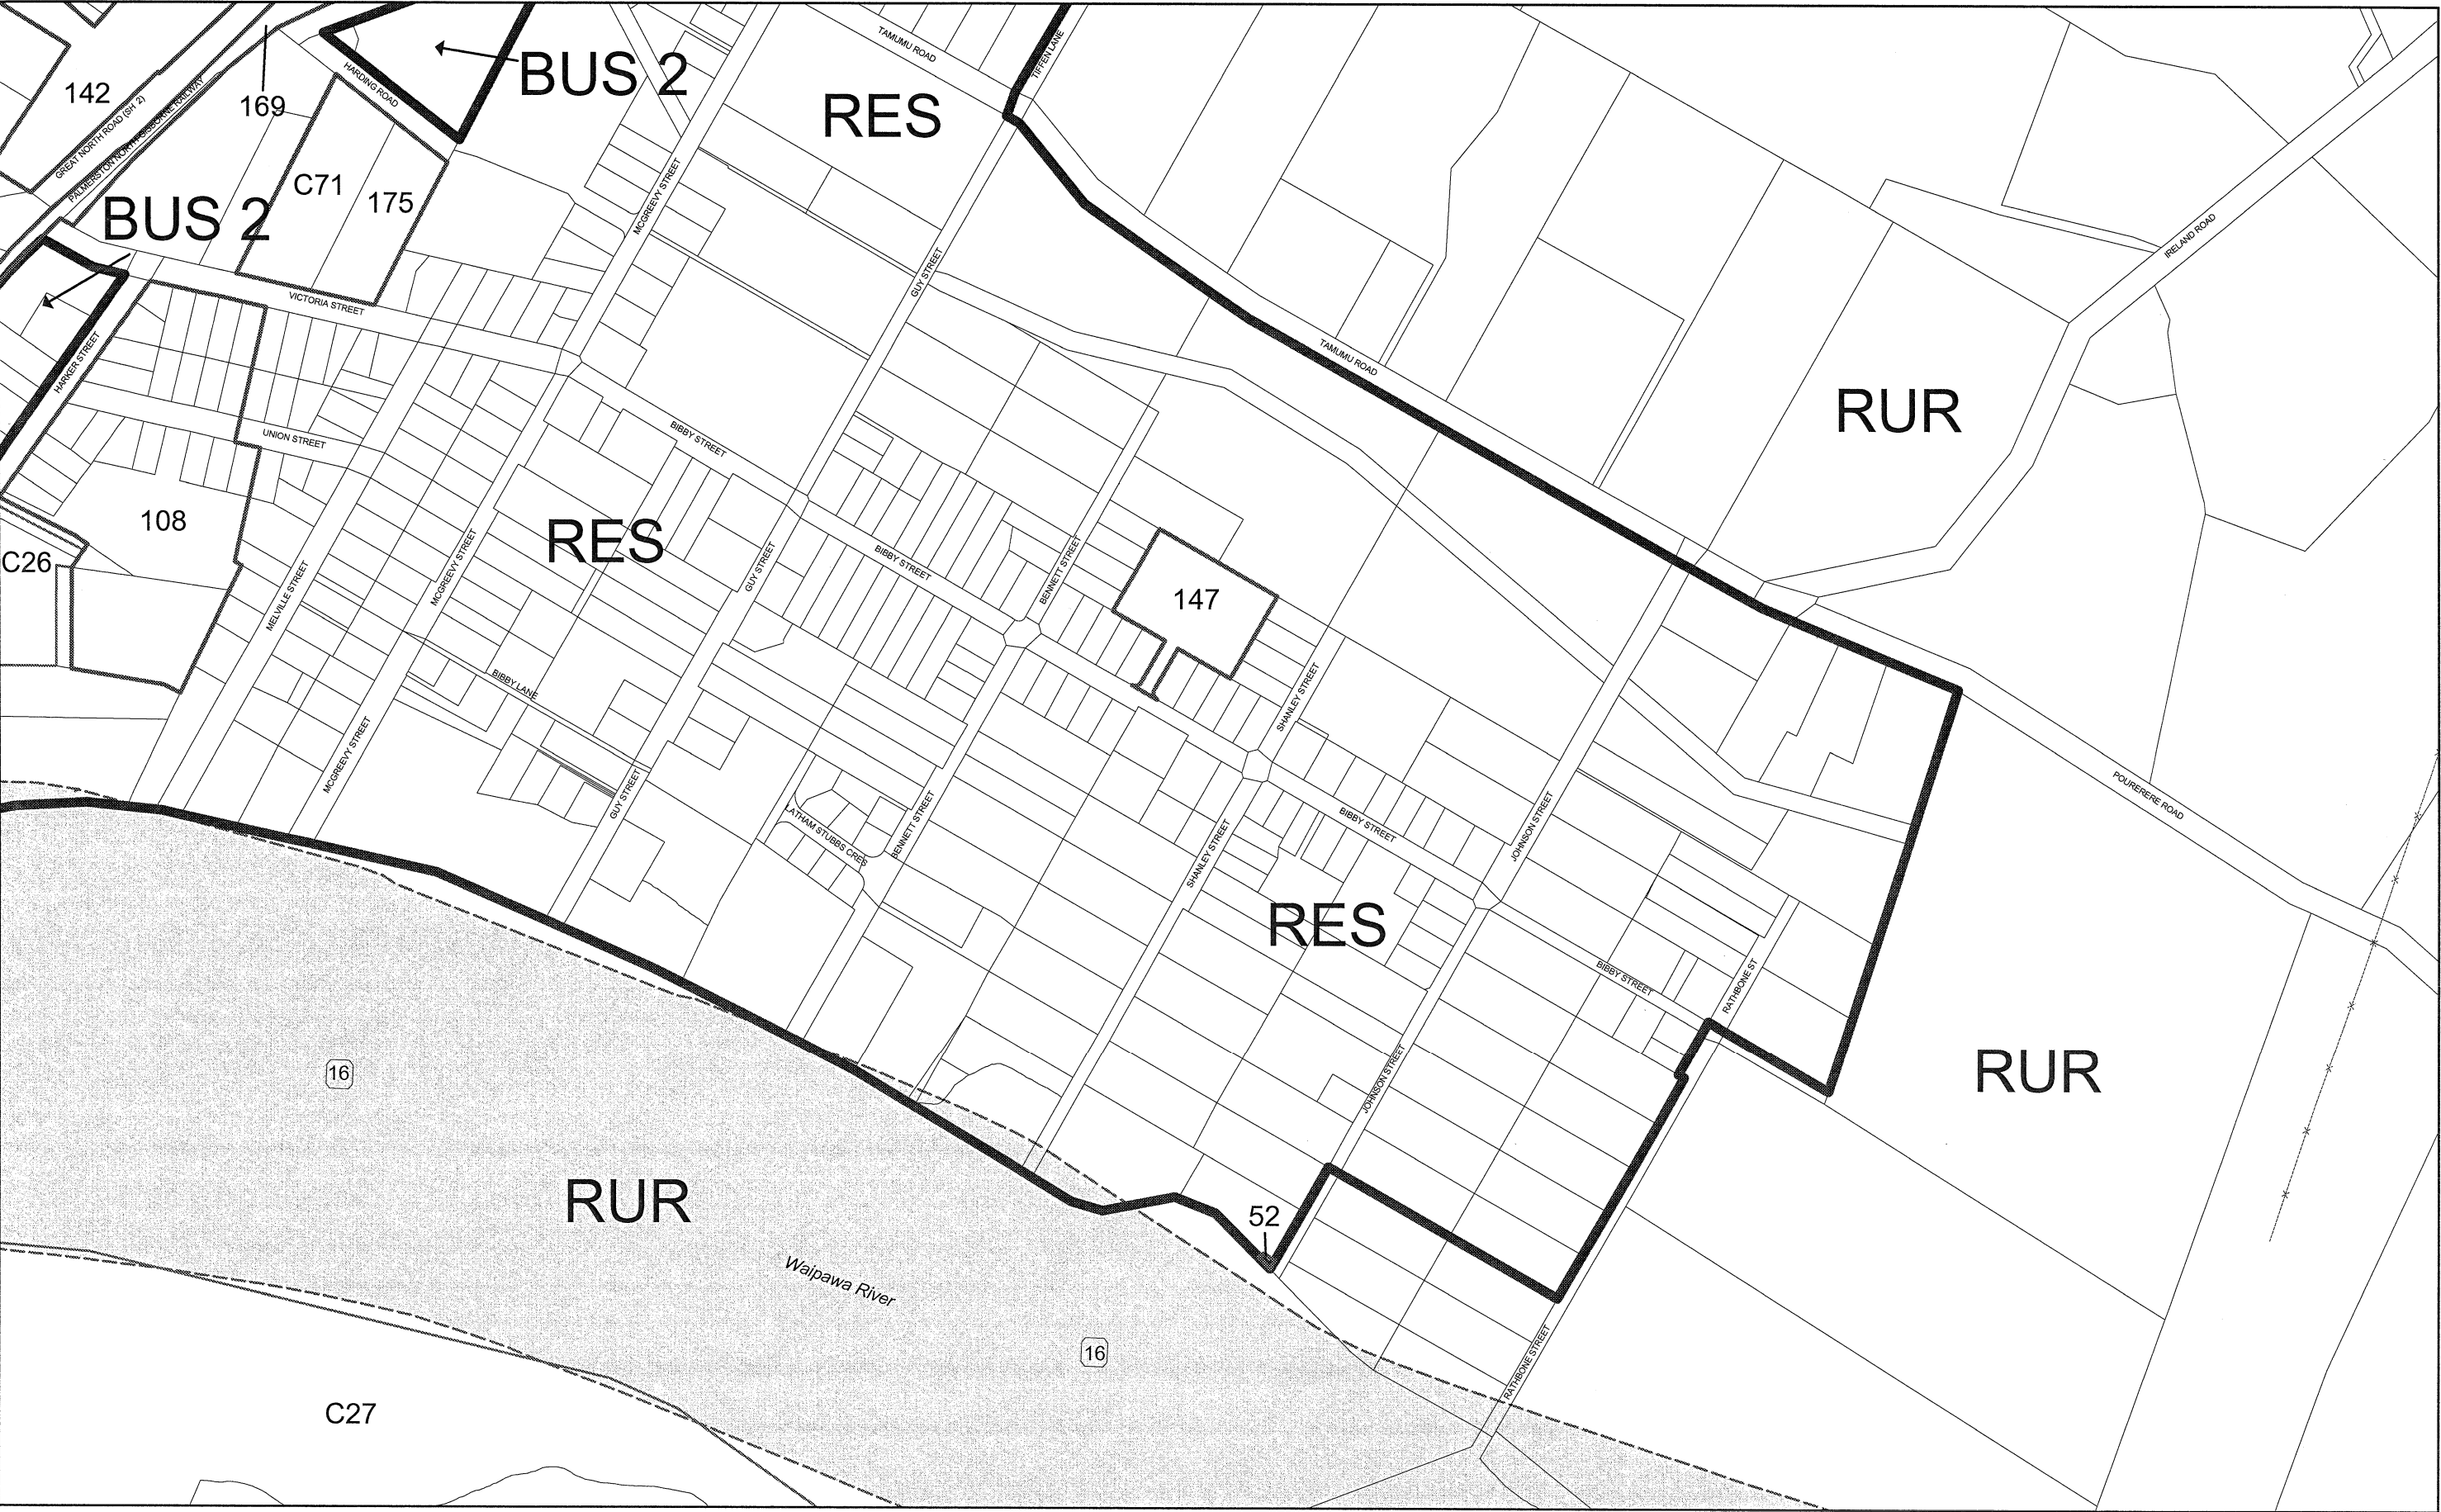 TAMUMU ROAD
TIFFEN LANE
BUS 2
142
169
HARDING ROAD
GREAT NORTH ROAD (SH 2)
PALMERSTON NORTH-GISBORNE RAILWAY
RES
C71
175
BUS 2
MCGREEVY STREET
IRELAND ROAD
GUY STREET
VICTORIA STREET
HARKER STREET
TAMUMU ROAD
RUR
UNION STREET
BIBBY STREET
108
RES
C26
MELVILLE STREET
MCGREEVY STREET
GUY STREET
BIBBY STREET
BENNETT STREET
147
BIBBY LANE
SHANLEY STREET
MCGREEVY STREET
GUY STREET
LATHAM STUBBS CRES
BENNETT STREET
SHANLEY STREET
BIBBY STREET
JOHNSON STREET
POURERERE ROAD
RES
BIBBY STREET
RATHBONE ST
16
JOHNSON STREET
RUR
RUR
52
Waipawa River
16
RATHBONE STREET
C27